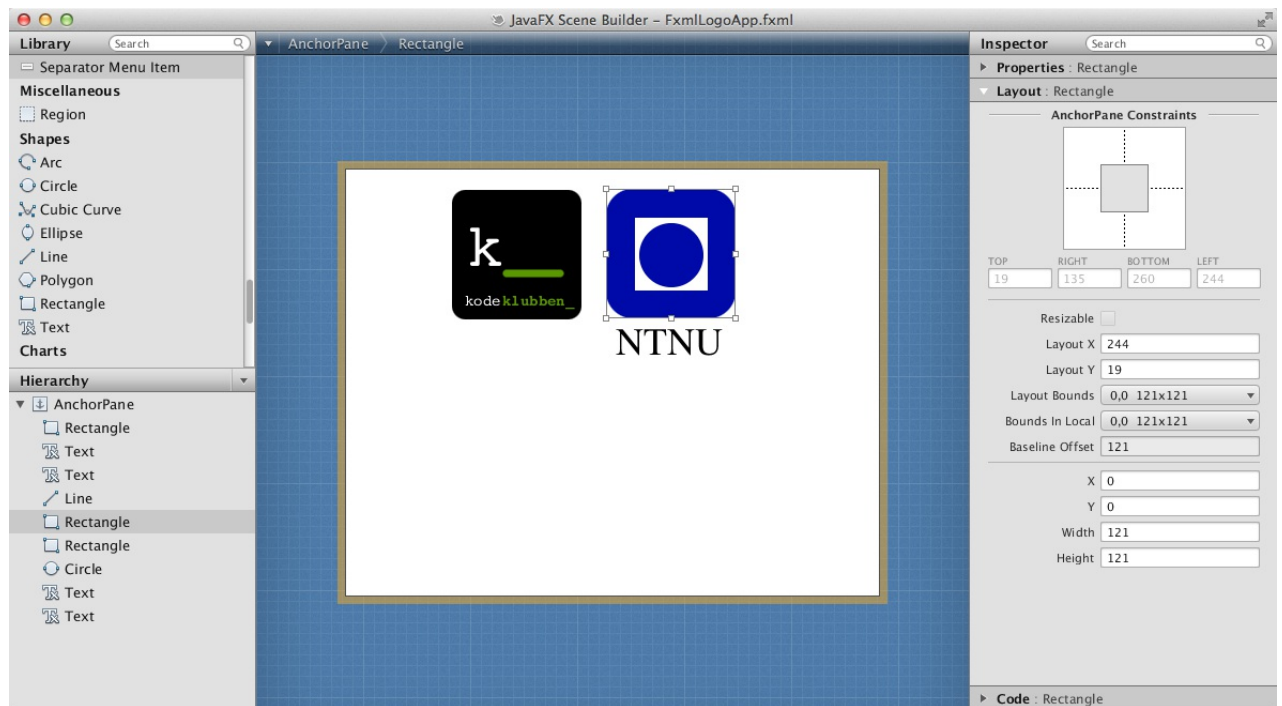 JavaFX Scene Builder – FxmlLogoApp.fxml
Library
Search
Separator Menu Item
Miscellaneous
Region
Shapes
Arc
Circle
Cubic Curve
Ellipse
Line
Polygon
Rectangle
Text
Charts
Hierarchy
AnchorPane
Rectangle
Text
Text
Line
Rectangle
Rectangle
Circle
Text
Text
AnchorPane Rectangle
k_
kodeklubben_
NTNU
Inspector
Search
Properties : Rectangle
Layout : Rectangle
AnchorPane Constraints
TOP RIGHT BOTTOM LEFT
19 135 260 244
Resizable
Layout X 244
Layout Y 19
Layout Bounds 0,0 121x121
Bounds In Local 0,0 121x121
Baseline Offset 121
X 0
Y 0
Width 121
Height 121
Code : Rectangle